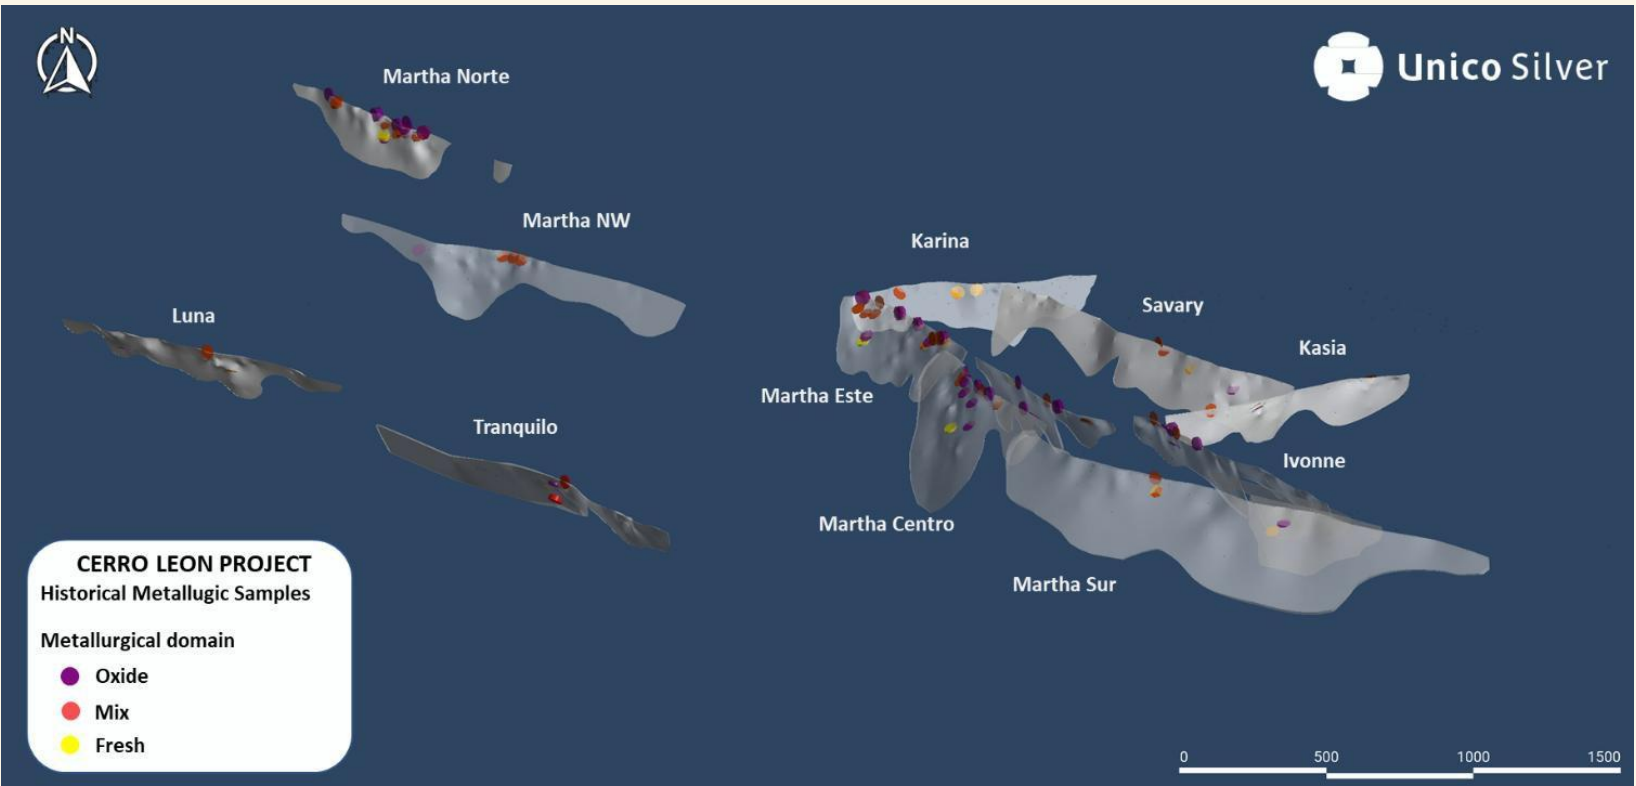 N
Martha Norte
Unico Silver
Martha NW
Karina
Savary
Luna
Kasia
Martha Este
Tranquilo
Ivonne
Martha Centro
Martha Sur
CERRO LEON PROJECT
Historical Metallugic Samples
Metallurgical domain
Oxide
Mix
Fresh
0 500 1000 1500